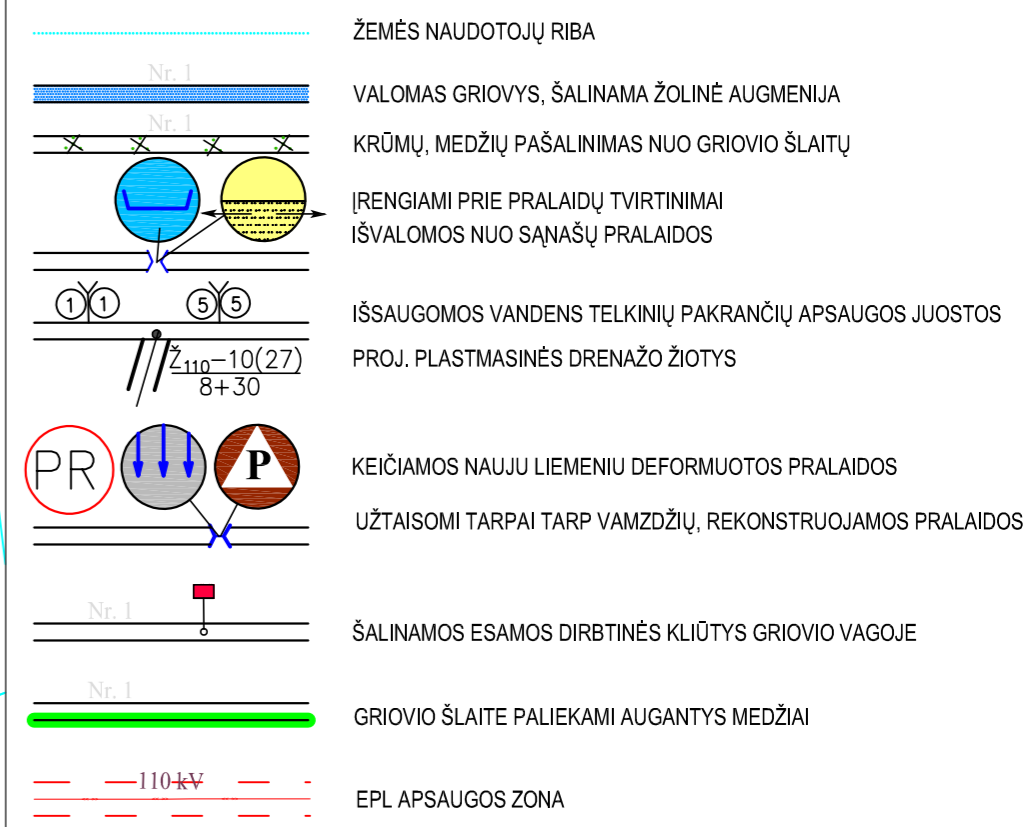 ŽEMĖS NAUDOTOJŲ RIBA
Nr. 1
VALOMAS GRIOVYS, ŠALINAMA ŽOLINĖ AUGMENIJA
Nr. 1
KRŪMŲ, MEDŽIŲ PAŠALINIMAS NUO GRIOVIO ŠLAITŲ
ĮRENGIAMI PRIE PRALAIDŲ TVIRTINIMAI
IŠVALOMOS NUO SĄNAŠŲ PRALAIDOS
1 1 5 5
IŠSAUGOMOS VANDENS TELKINIŲ PAKRANČIŲ APSAUGOS JUOSTOS
Ž110-10(27)
8+30
PROJ. PLASTMASINĖS DRENAŽO ŽIOTYS
PR P
KEIČIAMOS NAUJU LIEMENIU DEFORMUOTOS PRALAIDOS
UŽTAISOMI TARPAI TARP VAMZDŽIŲ, REKONSTRUOJAMOS PRALAIDOS
Nr. 1
ŠALINAMOS ESAMOS DIRBTINĖS KLIŪTYS GRIOVIO VAGOJE
Nr. 1
GRIOVIO ŠLAITE PALIEKAMI AUGANTYS MEDŽIAI
110 kV
EPL APSAUGOS ZONA